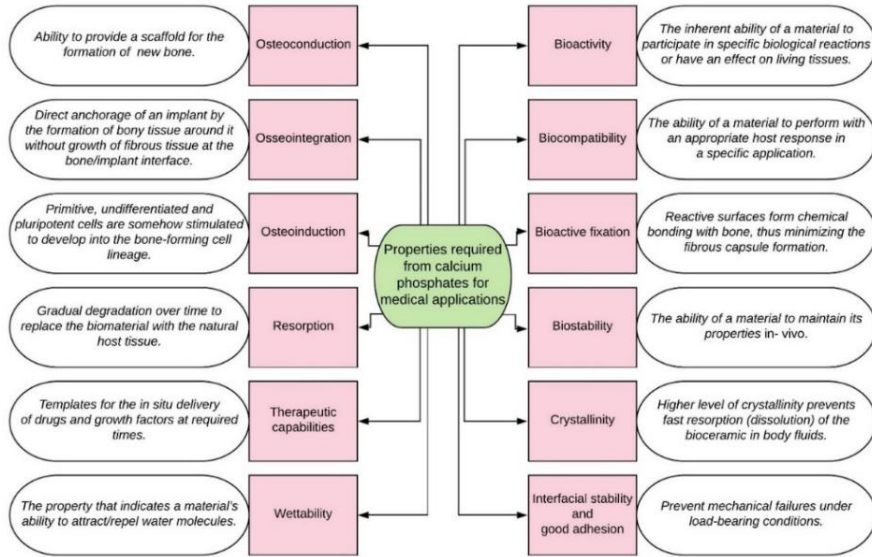 Ability to provide a scaffold for the
formation of new bone.
Osteoconduction
Direct anchorage of an implant by
the formation of bony tissue around it
without growth of fibrous tissue at the
bone/implant interface.
Osseointegration
Primitive, undifferentiated and
pluripotent cells are somehow stimulated
to develop into the bone-forming cell
lineage.
Osteoinduction
Gradual degradation over time to
replace the biomaterial with the natural
host tissue.
Resorption
Templates for the in situ delivery
of drugs and growth factors at required
times.
Therapeutic
capabilities
The property that indicates a material's
ability to attract/repel water molecules.
Wettability
Properties required
from calcium
phosphates for
medical applications
Bioactivity
The inherent ability of a material to
participate in specific biological reactions
or have an effect on living tissues.
Biocompatibility
The ability of a material to perform with
an appropriate host response in
a specific application.
Bioactive fixation
Reactive surfaces form chemical
bonding with bone, thus minimizing the
fibrous capsule formation.
Biostability
The ability of a material to maintain its
properties in- vivo.
Crystallinity
Higher level of crystallinity prevents
fast resorption (dissolution) of the
bioceramic in body fluids.
Interfacial stability
and
good adhesion
Prevent mechanical failures under
load-bearing conditions.